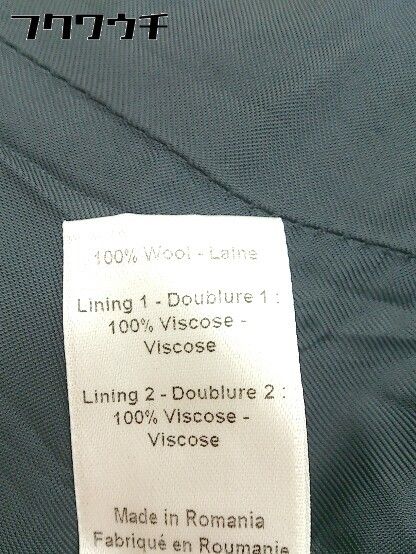 フクワウチ
100% Wool - Laine
Lining 1 - Doublure 1 :
100% Viscose -
Viscose
Lining 2 - Doublure 2 :
100% Viscose -
Viscose
Made in Romania
Fabriqué en Roumanie